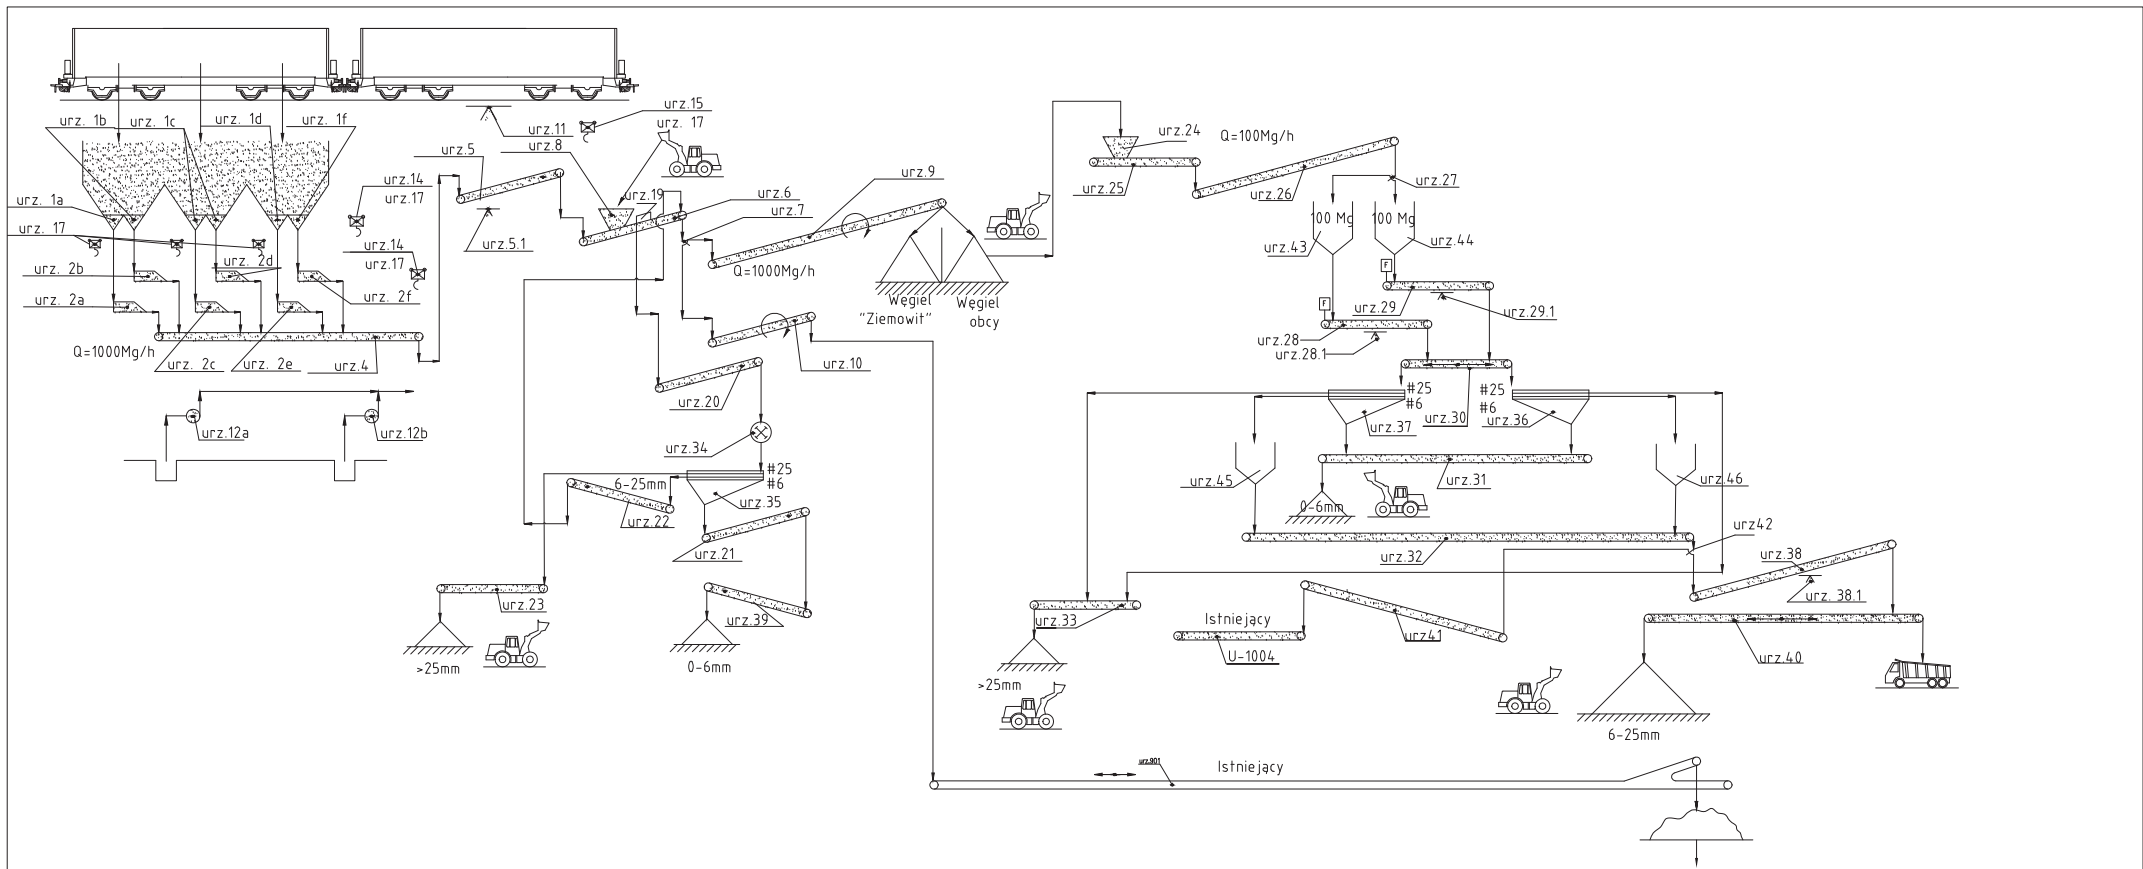 urz. 1b
urz. 1c
urz. 1d
urz. 1f
urz. 1a
urz. 17
urz. 2b
urz. 2d
urz. 2a
urz. 2f
Q=1000Mg/h
urz. 2c
urz. 2e
urz.4
urz.14
urz.17
urz.14
urz.17
urz.12a
urz.12b
urz.5
urz.5.1
urz.11
urz.8
urz.15
urz. 17
urz.19
urz.6
urz.7
urz.9
Q=1000Mg/h
Węgiel
"Ziemowit"
Węgiel
obcy
urz.10
urz.20
urz.34
#25
#6
6-25mm
urz.35
urz.22
urz.21
urz.23
>25mm
urz.39
0-6mm
urz.24
Q=100Mg/h
urz.25
urz.26
urz.27
100 Mg
100 Mg
urz.43
urz.44
F
urz.29
urz.29.1
F
urz.28
urz.28.1
#25
#6
urz.30
#25
#6
urz.36
urz.37
urz.45
urz.31
urz.46
0-6mm
urz.32
urz42
urz.38
urz. 38.1
urz.33
Istniejący
U-1004
urz41
urz.40
>25mm
6-25mm
urz.901
Istniejący